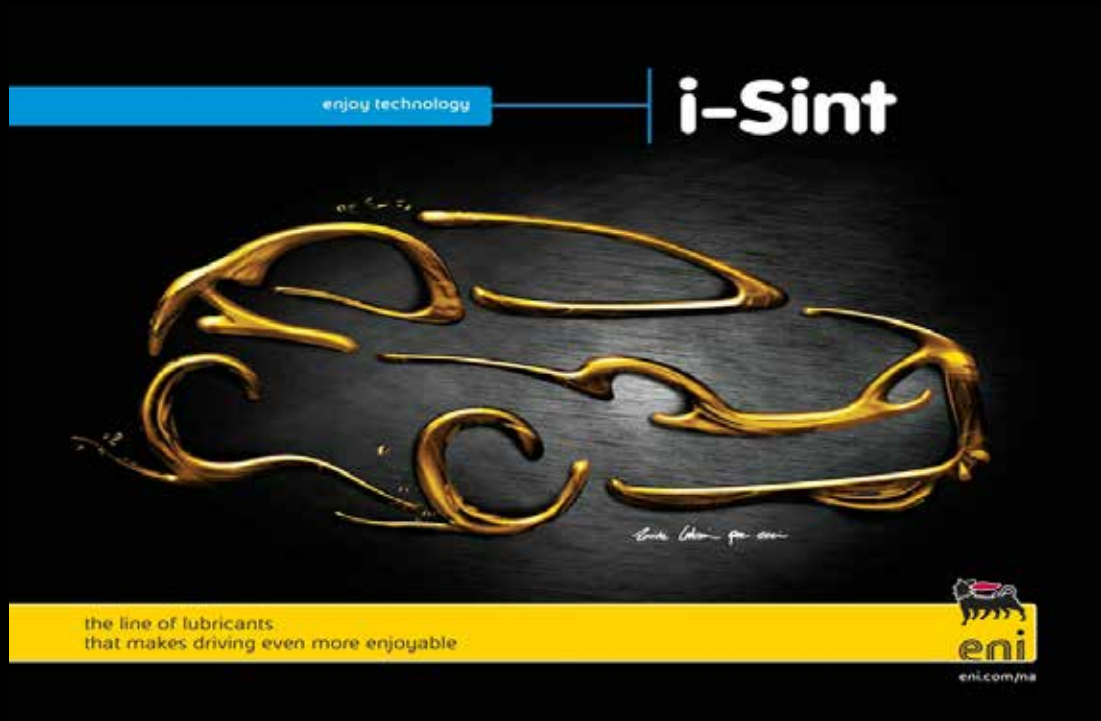 enjoy technology
i-Sint
the line of lubricants
that makes driving even more enjoyable
eni
eni.com/na